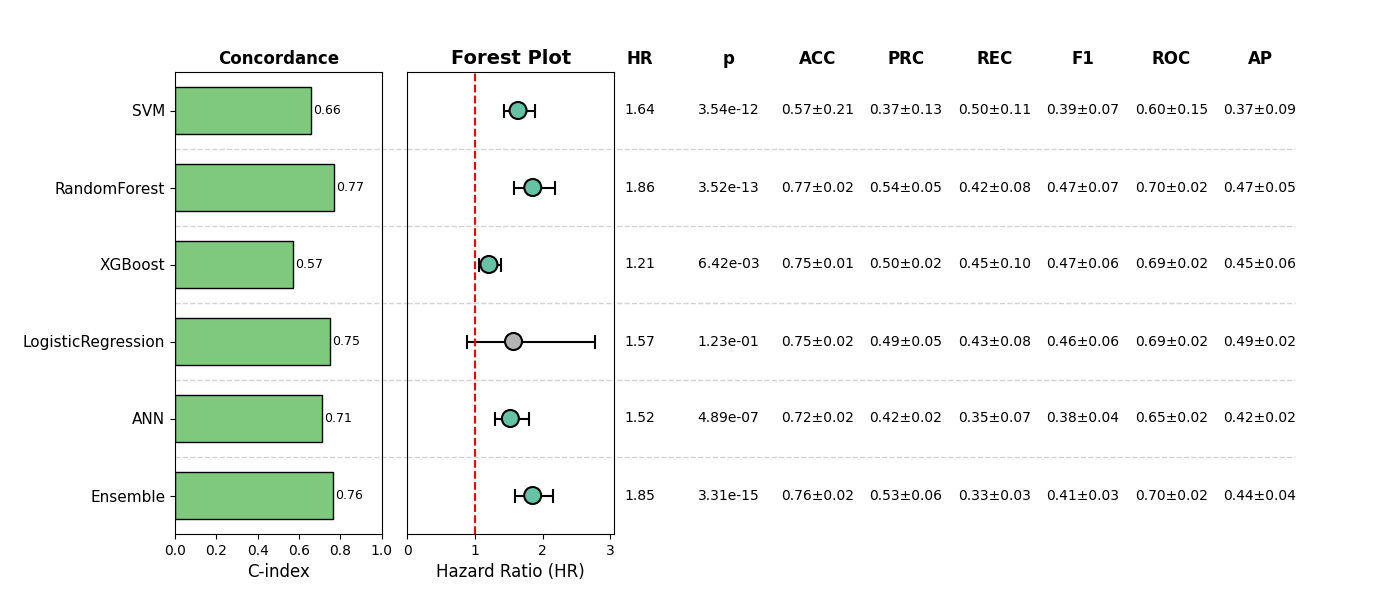 Concordance Forest Plot HR p ACC PRC REC F1 ROC AP
SVM 0.66 1.64 3.54e-12 0.57±0.21 0.37±0.13 0.50±0.11 0.39±0.07 0.60±0.15 0.37±0.09
RandomForest 0.77 1.86 3.52e-13 0.77±0.02 0.54±0.05 0.42±0.08 0.47±0.07 0.70±0.02 0.47±0.05
XGBoost 0.57 1.21 6.42e-03 0.75±0.01 0.50±0.02 0.45±0.10 0.47±0.06 0.69±0.02 0.45±0.06
LogisticRegression 0.75 1.57 1.23e-01 0.75±0.02 0.49±0.05 0.43±0.08 0.46±0.06 0.69±0.02 0.49±0.02
ANN 0.71 1.52 4.89e-07 0.72±0.02 0.42±0.02 0.35±0.07 0.38±0.04 0.65±0.02 0.42±0.02
Ensemble 0.76 1.85 3.31e-15 0.76±0.02 0.53±0.06 0.33±0.03 0.41±0.03 0.70±0.02 0.44±0.04
0.0 0.2 0.4 0.6 0.8 1.0 0 1 2 3
C-index Hazard Ratio (HR)